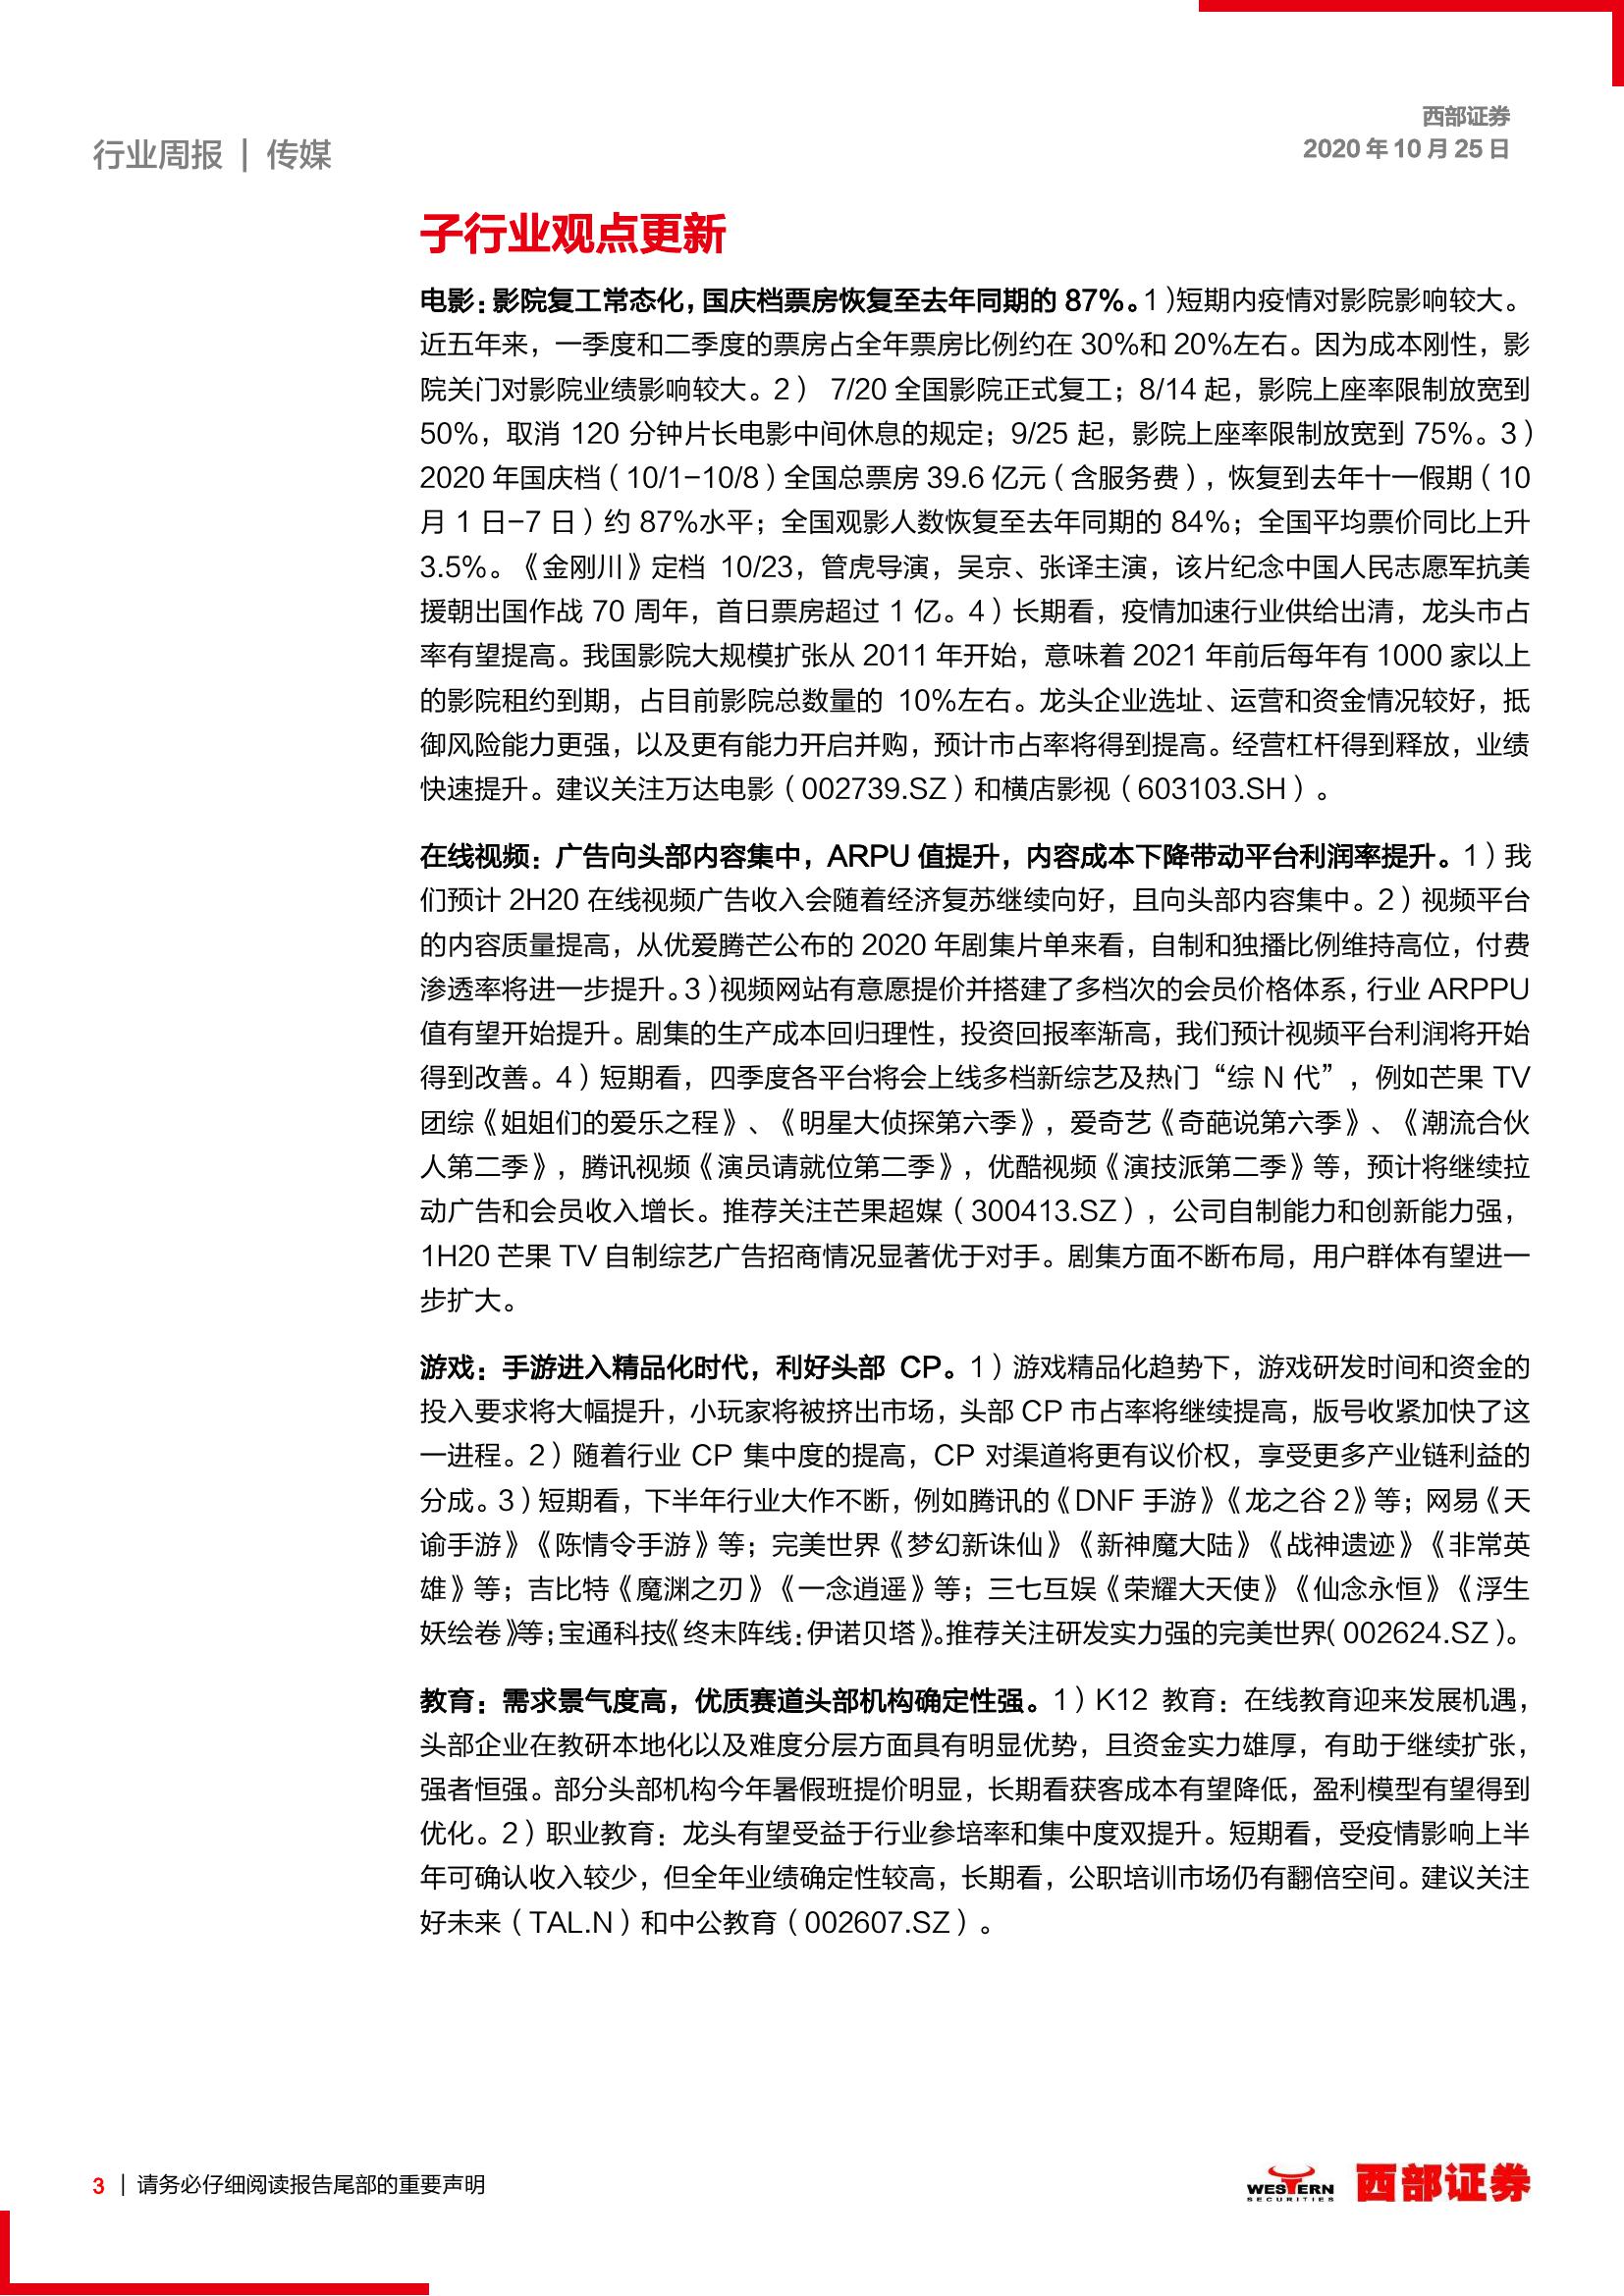 西部证券
2020 年 10 月 25 日
行业周报 | 传媒
子行业观点更新
电影：影院复工常态化，国庆档票房恢复至去年同期的 87%。1）短期内疫情对影院影响较大。
近五年来，一季度和二季度的票房占全年票房比例约在 30%和 20%左右。因为成本刚性，影
院关门对影院业绩影响较大。2） 7/20 全国影院正式复工；8/14 起，影院上座率限制放宽到
50%，取消 120 分钟片长电影中间休息的规定；9/25 起，影院上座率限制放宽到 75%。3）
2020 年国庆档（10/1-10/8）全国总票房 39.6 亿元（含服务费），恢复到去年十一假期（10
月 1 日-7 日）约 87%水平；全国观影人数恢复至去年同期的 84%；全国平均票价同比上升
3.5%。《金刚川》定档 10/23，管虎导演，吴京、张译主演，该片纪念中国人民志愿军抗美
援朝出国作战 70 周年，首日票房超过 1 亿。4）长期看，疫情加速行业供给出清，龙头市占
率有望提高。我国影院大规模扩张从 2011 年开始，意味着 2021 年前后每年有 1000 家以上
的影院租约到期，占目前影院总数量的 10%左右。龙头企业选址、运营和资金情况较好，抵
御风险能力更强，以及更有能力开启并购，预计市占率将得到提高。经营杠杆得到释放，业绩
快速提升。建议关注万达电影（002739.SZ）和横店影视（603103.SH）。
在线视频：广告向头部内容集中，ARPU 值提升，内容成本下降带动平台利润率提升。1）我
们预计 2H20 在线视频广告收入会随着经济复苏继续向好，且向头部内容集中。2）视频平台
的内容质量提高，从优爱腾芒公布的 2020 年剧集片单来看，自制和独播比例维持高位，付费
渗透率将进一步提升。3）视频网站有意愿提价并搭建了多档次的会员价格体系，行业 ARPPU
值有望开始提升。剧集的生产成本回归理性，投资回报率渐高，我们预计视频平台利润将开始
得到改善。4）短期看，四季度各平台将会上线多档新综艺及热门“综 N 代”，例如芒果 TV
团综《姐姐们的爱乐之程》、《明星大侦探第六季》，爱奇艺《奇葩说第六季》、《潮流合伙
人第二季》，腾讯视频《演员请就位第二季》，优酷视频《演技派第二季》等，预计将继续拉
动广告和会员收入增长。推荐关注芒果超媒（300413.SZ），公司自制能力和创新能力强，
1H20 芒果 TV 自制综艺广告招商情况显著优于对手。剧集方面不断布局，用户群体有望进一
步扩大。
游戏：手游进入精品化时代，利好头部 CP。1）游戏精品化趋势下，游戏研发时间和资金的
投入要求将大幅提升，小玩家将被挤出市场，头部 CP 市占率将继续提高，版号收紧加快了这
一进程。2）随着行业 CP 集中度的提高，CP 对渠道将更有议价权，享受更多产业链利益的
分成。3）短期看，下半年行业大作不断，例如腾讯的《DNF 手游》《龙之谷 2》等；网易《天
谕手游》《陈情令手游》等；完美世界《梦幻新诛仙》《新神魔大陆》《战神遗迹》《非常英
雄》等；吉比特《魔渊之刃》《一念逍遥》等；三七互娱《荣耀大天使》《仙念永恒》《浮生
妖绘卷》等；宝通科技《终末阵线：伊诺贝塔》。推荐关注研发实力强的完美世界（002624.SZ）。
教育：需求景气度高，优质赛道头部机构确定性强。1）K12 教育：在线教育迎来发展机遇，
头部企业在教研本地化以及难度分层方面具有明显优势，且资金实力雄厚，有助于继续扩张，
强者恒强。部分头部机构今年暑假班提价明显，长期看获客成本有望降低，盈利模型有望得到
优化。2）职业教育：龙头有望受益于行业参培率和集中度双提升。短期看，受疫情影响上半
年可确认收入较少，但全年业绩确定性较高，长期看，公职培训市场仍有翻倍空间。建议关注
好未来（TAL.N）和中公教育（002607.SZ）。
3 | 请务必仔细阅读报告尾部的重要声明
WESTERN
SECURITIES
西部证券